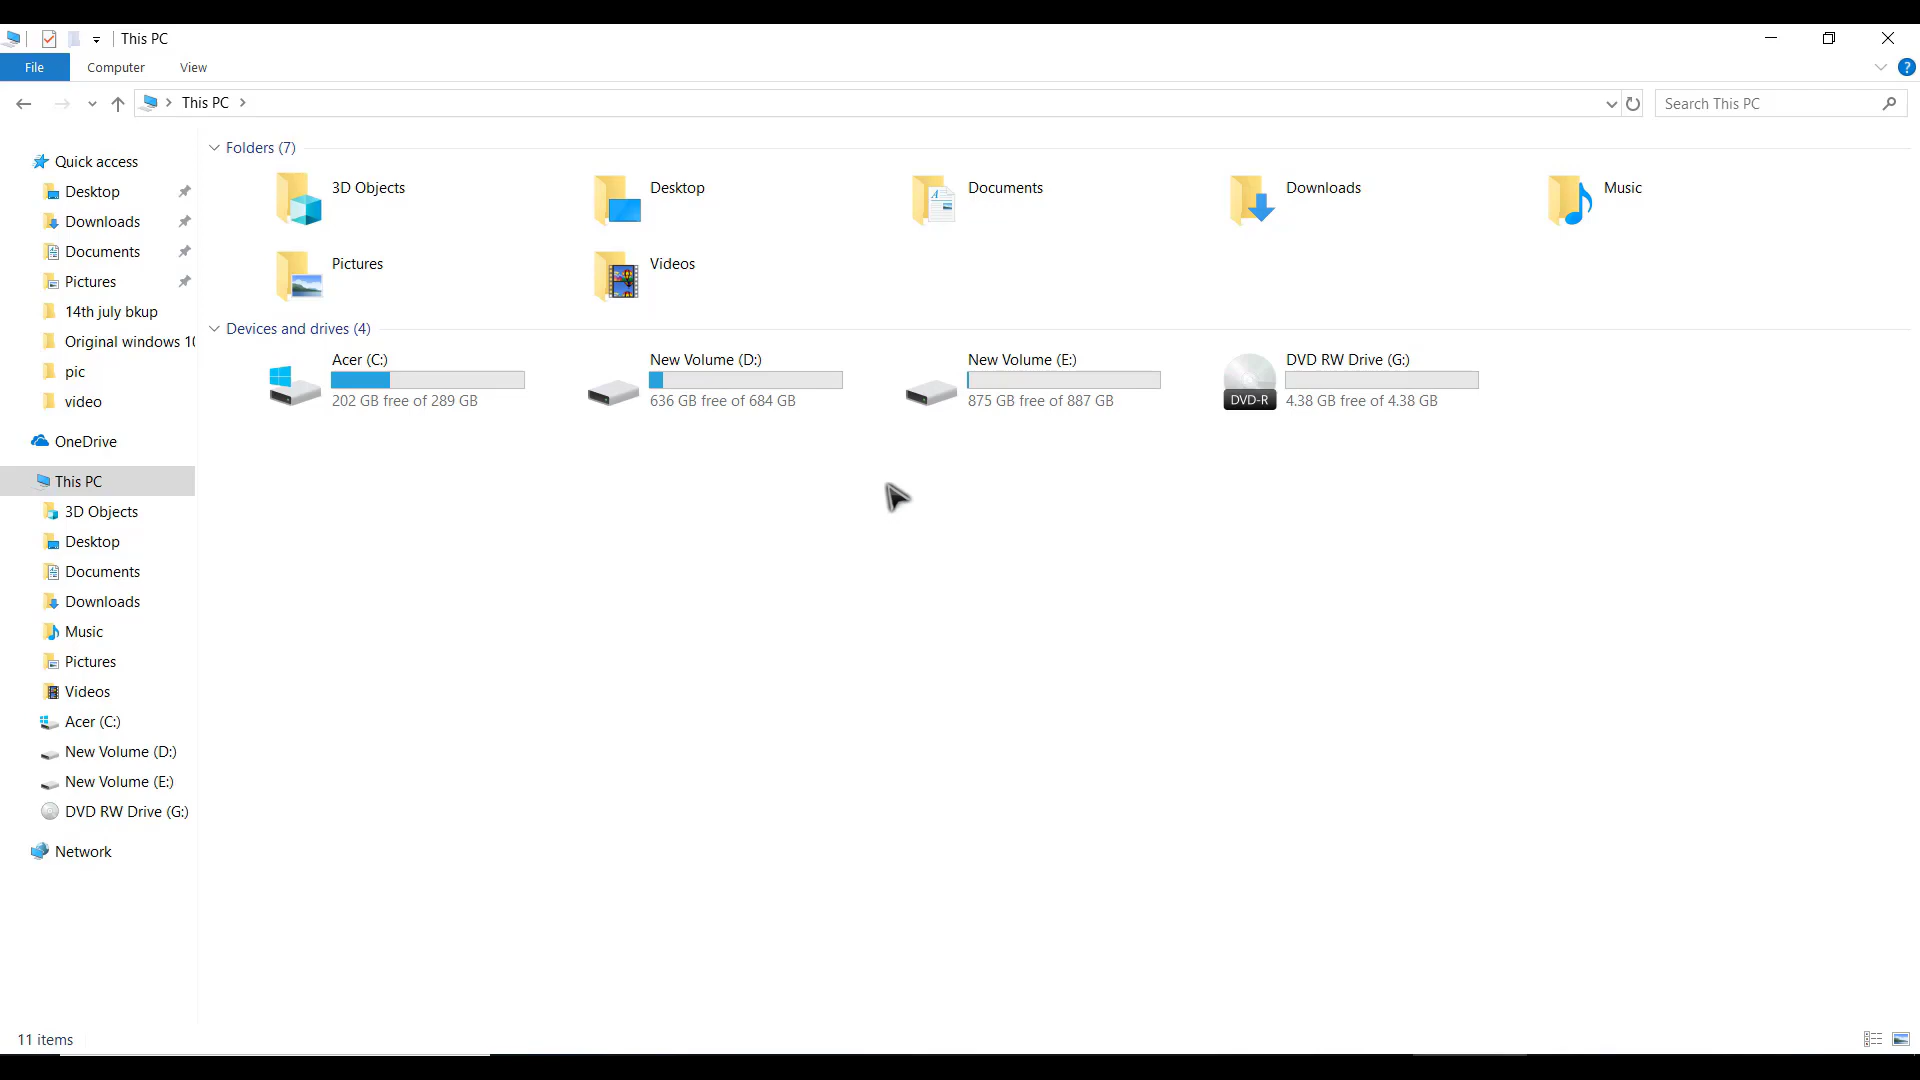 This PC
File Computer View
This PC
Search This PC
Quick access
Desktop
Downloads
Documents
Pictures
14th july bkup
Original windows 10
pic
video
OneDrive
This PC
3D Objects
Desktop
Documents
Downloads
Music
Pictures
Videos
Acer (C:)
New Volume (D:)
New Volume (E:)
DVD RW Drive (G:)
Network
Folders (7)
3D Objects
Desktop
Documents
Downloads
Music
Pictures
Videos
Devices and drives (4)
Acer (C:)
202 GB free of 289 GB
New Volume (D:)
636 GB free of 684 GB
New Volume (E:)
875 GB free of 887 GB
DVD-R
DVD RW Drive (G:)
4.38 GB free of 4.38 GB
11 items